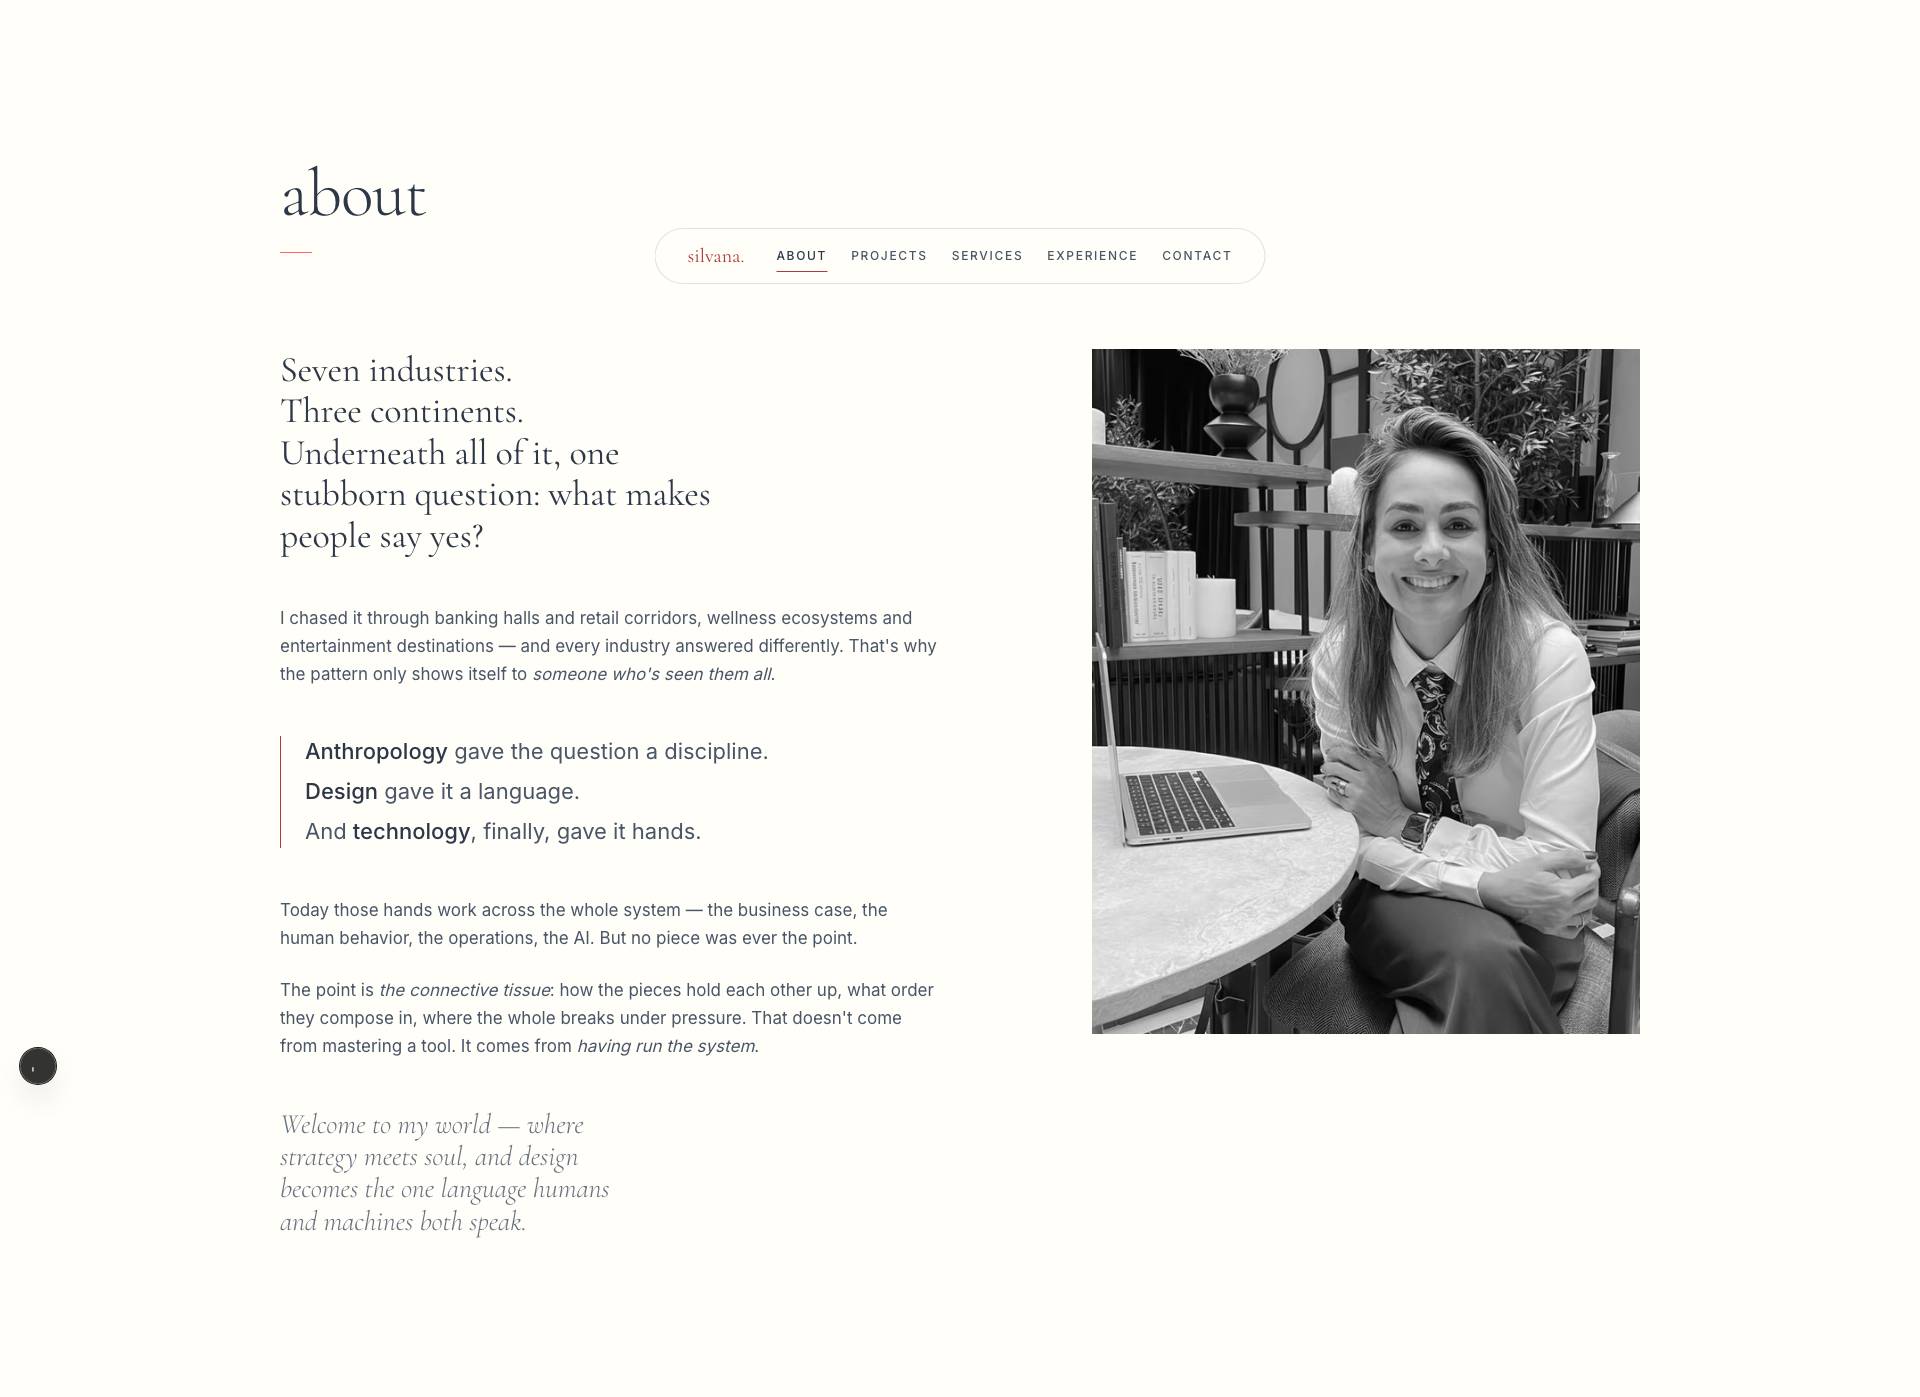 about
silvana. ABOUT PROJECTS SERVICES EXPERIENCE CONTACT
Seven industries.
Three continents.
Underneath all of it, one
stubborn question: what makes
people say yes?
I chased it through banking halls and retail corridors, wellness ecosystems and
entertainment destinations — and every industry answered differently. That's why
the pattern only shows itself to someone who's seen them all.
Anthropology gave the question a discipline.
Design gave it a language.
And technology, finally, gave it hands.
Today those hands work across the whole system — the business case, the
human behavior, the operations, the AI. But no piece was ever the point.
The point is the connective tissue: how the pieces hold each other up, what order
they compose in, where the whole breaks under pressure. That doesn't come
from mastering a tool. It comes from having run the system.
Welcome to my world — where
strategy meets soul, and design
becomes the one language humans
and machines both speak.